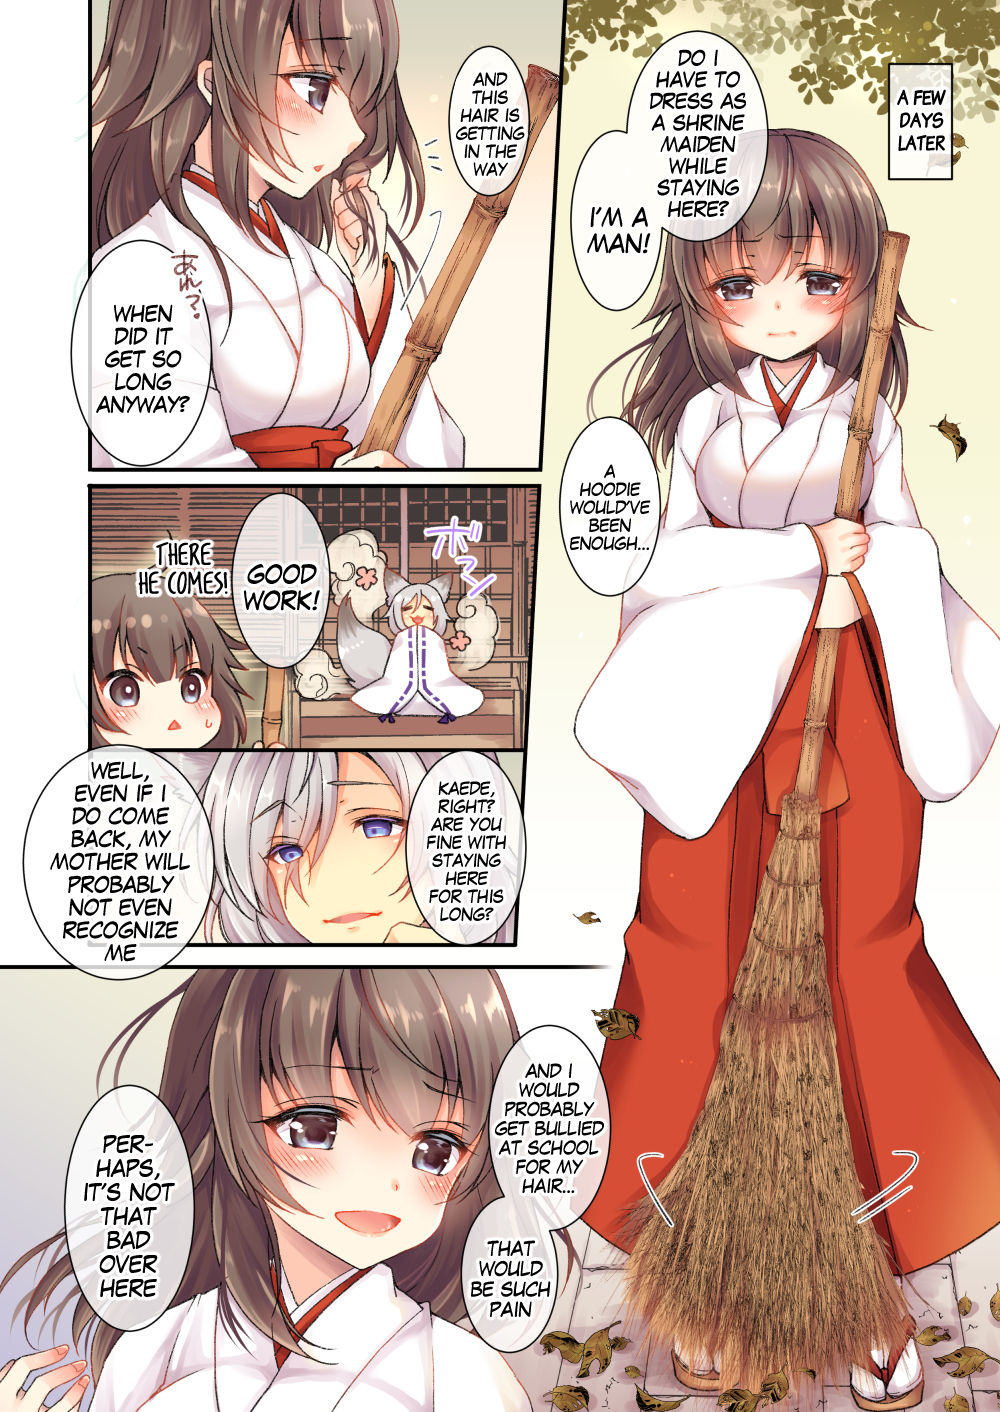 A FEW
DAYS
LATER
DO I
HAVE TO
DRESS AS
A SHRINE
MAIDEN
WHILE
STAYING
HERE?
I'M A
MAN!
A
HOODIE
WOULD'VE
BEEN
ENOUGH...
AND
THIS
HAIR IS
GETTING
IN THE
WAY
あれ?
WHEN
DID IT
GET SO
LONG
ANYWAY?
ボフン
GOOD
WORK!
THERE
HE COMES!
KAEDE,
RIGHT?
ARE YOU
FINE WITH
STAYING
HERE
FOR THIS
LONG?
WELL,
EVEN IF I
DO COME
BACK, MY
MOTHER WILL
PROBABLY
NOT EVEN
RECOGNIZE
ME
AND I
WOULD
PROBABLY
GET BULLIED
AT SCHOOL
FOR MY
HAIR...
THAT
WOULD
BE SUCH
PAIN
PER-
HAPS,
IT'S NOT
THAT
BAD
OVER
HERE